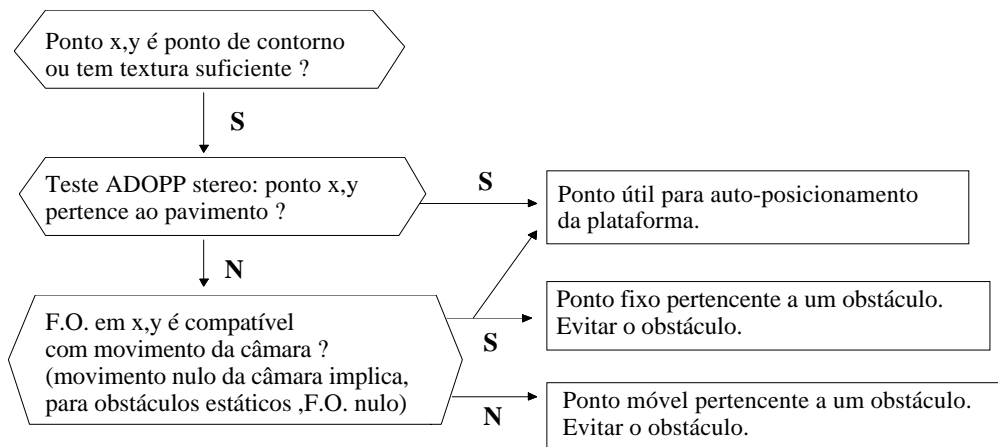 Ponto x,y é ponto de contorno
ou tem textura suficiente ?
S
Teste ADOPP stereo: ponto x,y
pertence ao pavimento ?
S
Ponto útil para auto-posicionamento
da plataforma.
N
F.O. em x,y é compatível
com movimento da câmara ?
(movimento nulo da câmara implica,
para obstáculos estáticos ,F.O. nulo)
S
Ponto fixo pertencente a um obstáculo.
Evitar o obstáculo.
N
Ponto móvel pertencente a um obstáculo.
Evitar o obstáculo.